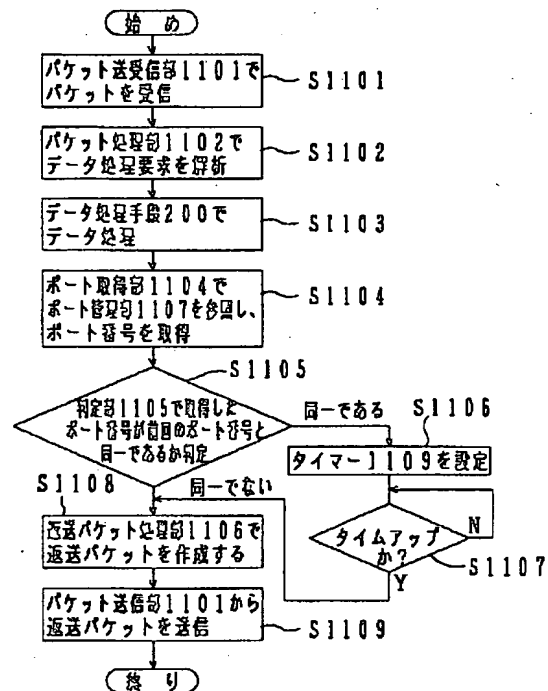 始め
パケット送受信部1101で
パケットを受信
S1101
パケット処理部1102で
データ処理要求を解析
S1102
データ処理手段200で
データ処理
S1103
ポート取得部1104で
ポート管理部1107を参照し、
ポート番号を取得
S1104
S1105
判定部1105で取得した
ポート番号が前回のポート番号と
同一であるか判定
同一である
S1106
タイマー1109を設定
同一でない
タイムアップ
か?
N
Y
S1107
S1108
返送パケット処理部1106で
返送パケットを作成する
パケット送信部1101から
返送パケットを送信
S1109
終り